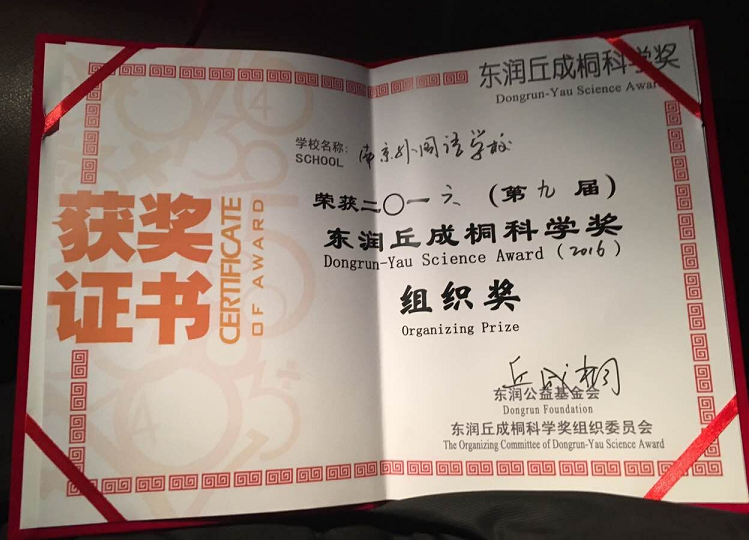 获奖
证书
CERTIFICATE
OF AWARD
东润丘成桐科学奖
Dongrun-Yau Science Award
学校名称: 南京外国语学校
SCHOOL
荣获二〇一六(第九届)
东润丘成桐科学奖
Dongrun-Yau Science Award (2016)
组织奖
Organizing Prize
丘成桐
东润公益基金会
Dongrun Foundation
东润丘成桐科学奖组织委员会
The Organizing Committee of Dongrun-Yau Science Award